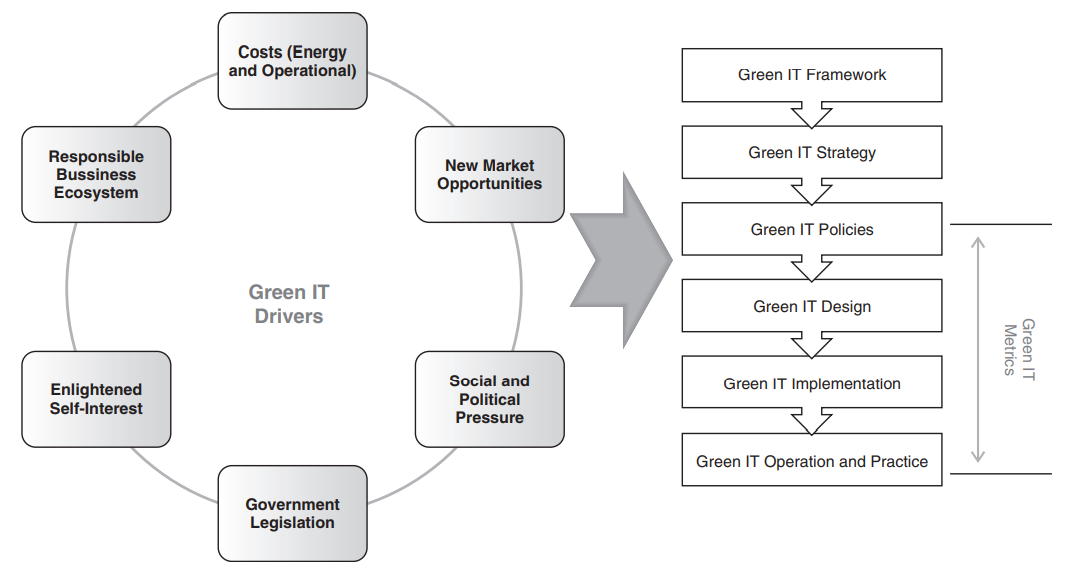 Costs (Energy
and Operational)
Responsible
Bussiness
Ecosystem
New Market
Opportunities
Green IT
Drivers
Enlightened
Self-Interest
Social and
Political
Pressure
Government
Legislation
Green IT Framework
Green IT Strategy
Green IT Policies
Green IT Design
Green IT Implementation
Green IT Operation and Practice
Green IT
Metrics